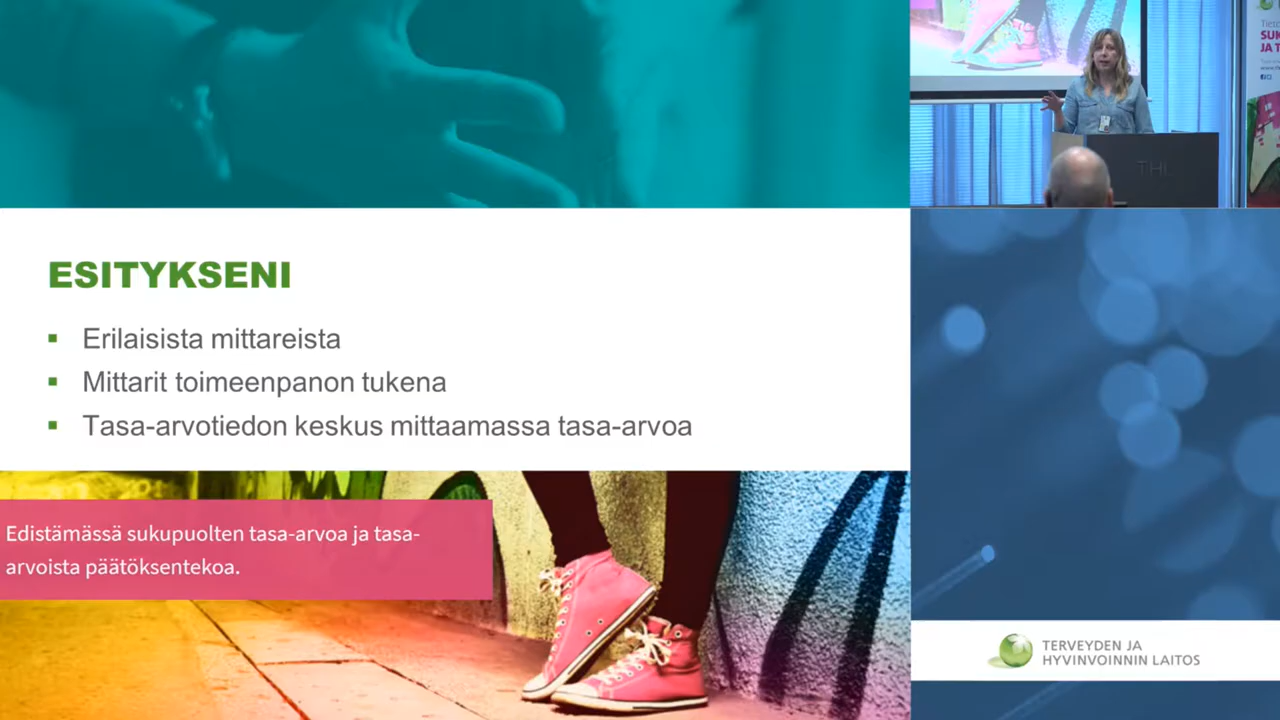 ESITYKSENI
Erilaisista mittareista
Mittarit toimeenpanon tukena
Tasa-arvotiedon keskus mittaamassa tasa-arvoa
Edistämässä sukupuolten tasa-arvoa ja tasa-
arvoista päätöksentekoa.
THL
TERVEYDEN JA
HYVINVOINNIN LAITOS